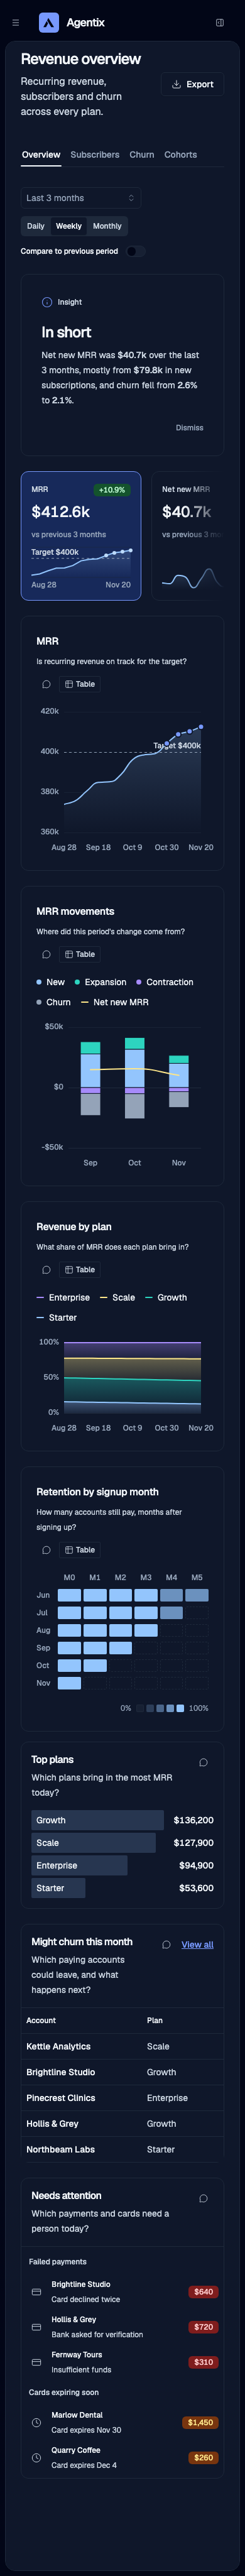 Agentix
Revenue overview
Recurring revenue,
subscribers and churn
across every plan.
Export
Overview Subscribers Churn Cohorts
Last 3 months
Daily Weekly Monthly
Compare to previous period
Insight
In short
Net new MRR was $40.7k over the last
3 months, mostly from $79.8k in new
subscriptions, and churn fell from 2.6%
to 2.1%.
Dismiss
MRR +10.9%
$412.6k
vs previous 3 months
Target $400k
Aug 28 Nov 20
Net new MRR
$40.7k
vs previous 3
MRR
Is recurring revenue on track for the target?
Table
420k
400k
380k
360k
Target $400k
Aug 28 Sep 18 Oct 9 Oct 30 Nov 20
MRR movements
Where did this period's change come from?
Table
New Expansion Contraction
Churn Net new MRR
$50k
$0
-$50k
Sep Oct Nov
Revenue by plan
What share of MRR does each plan bring in?
Table
Enterprise Scale Growth
Starter
100%
50%
0%
Aug 28 Sep 18 Oct 9 Oct 30 Nov 20
Retention by signup month
How many accounts still pay, months after
signing up?
Table
M0 M1 M2 M3 M4 M5
Jun
Jul
Aug
Sep
Oct
Nov
0% 100%
Top plans
Which plans bring in the most MRR
today?
Growth $136,200
Scale $127,900
Enterprise $94,900
Starter $53,600
Might churn this month
View all
Which paying accounts
could leave, and what
happens next?
Account Plan
Kettle Analytics Scale
Brightline Studio Growth
Pinecrest Clinics Enterprise
Hollis & Grey Growth
Northbeam Labs Starter
Needs attention
Which payments and cards need a
person today?
Failed payments
Brightline Studio
Card declined twice
$640
Hollis & Grey
Bank asked for verification
$720
Fernway Tours
Insufficient funds
$310
Cards expiring soon
Marlow Dental
Card expires Nov 30
$1,450
Quarry Coffee
Card expires Dec 4
$260